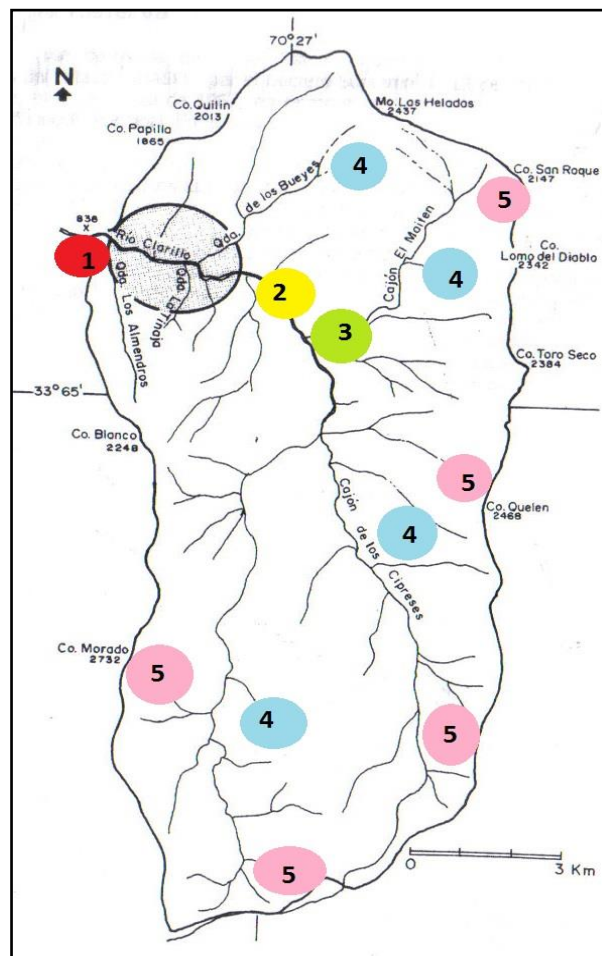 70°27'
N
Co. Quilin
2013
Mo. Los Helados
2437
Co. Papilla
1865
4
Co. San Roque
2147
5
838
x
Qda. de los Bueyes
Río Clarillo
1
Qda. La Tinaja
Qda. Los Almendros
2
Cajón El Maiten
4
Co.
Lomo del Diablo
2342
3
Co. Toro Seco
2384
33°65'
Co. Blanco
2248
5
Co. Quelen
2468
4
Cajón de los Cipreses
Co. Morado
2732
5
4
5
5
0
3 Km